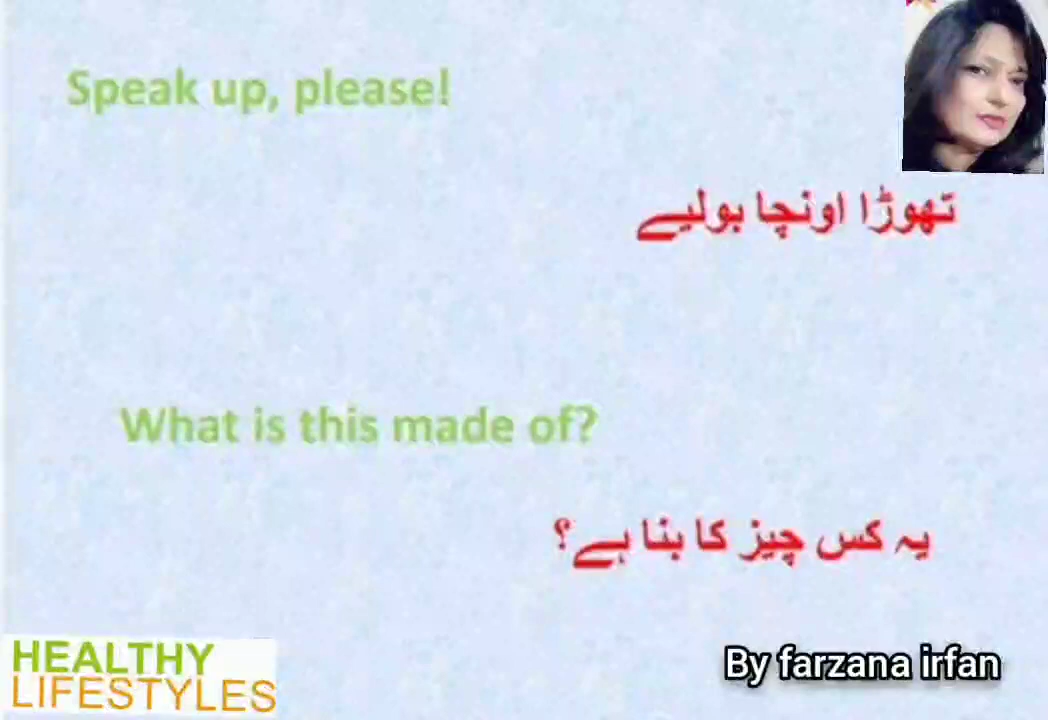 Speak up, please!
تھوڑا اونچا بولیے
What is this made of?
یہ کس چیز کا بنا ہے؟
HEALTHY
LIFESTYLES
By farzana irfan